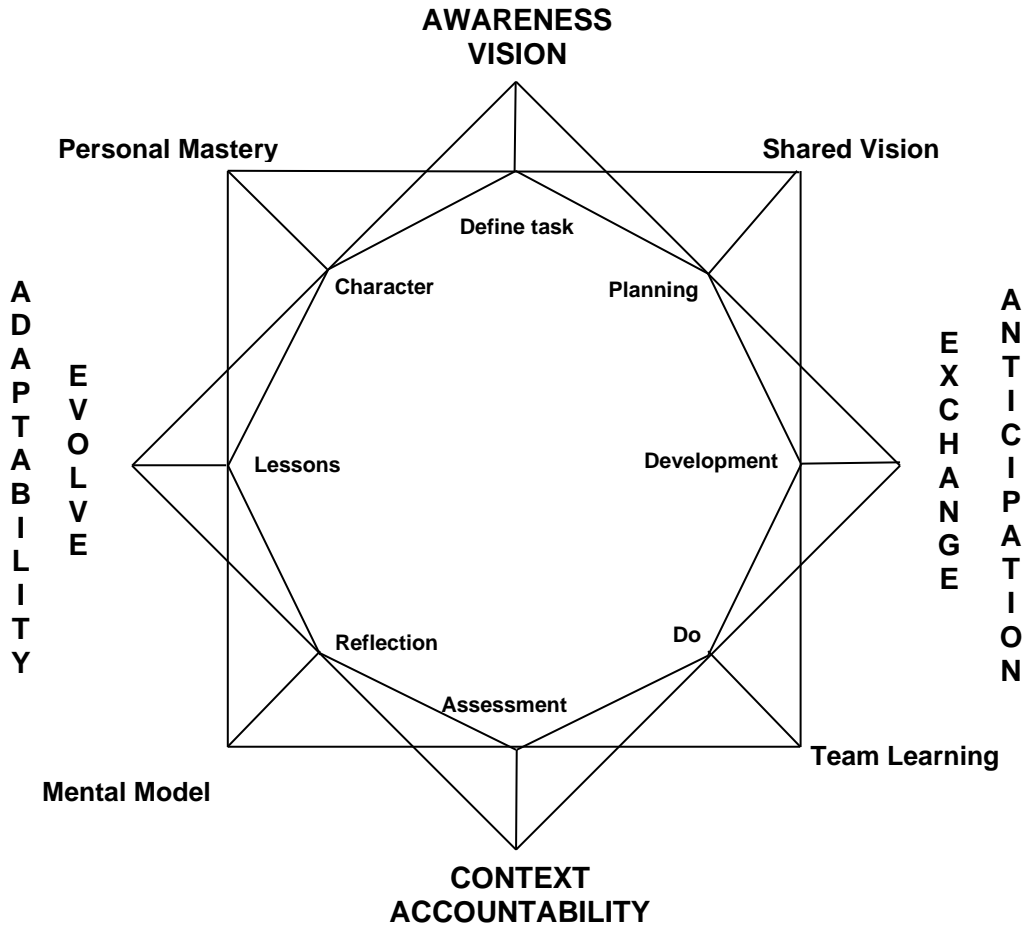 AWARENESS
VISION
Personal Mastery
Shared Vision
Define task
Character
Planning
ADAPTABILITY
EVOLVE
EXCHANGE
ANTICIPATION
Lessons
Development
Reflection
Do
Assessment
Team Learning
Mental Model
CONTEXT
ACCOUNTABILITY